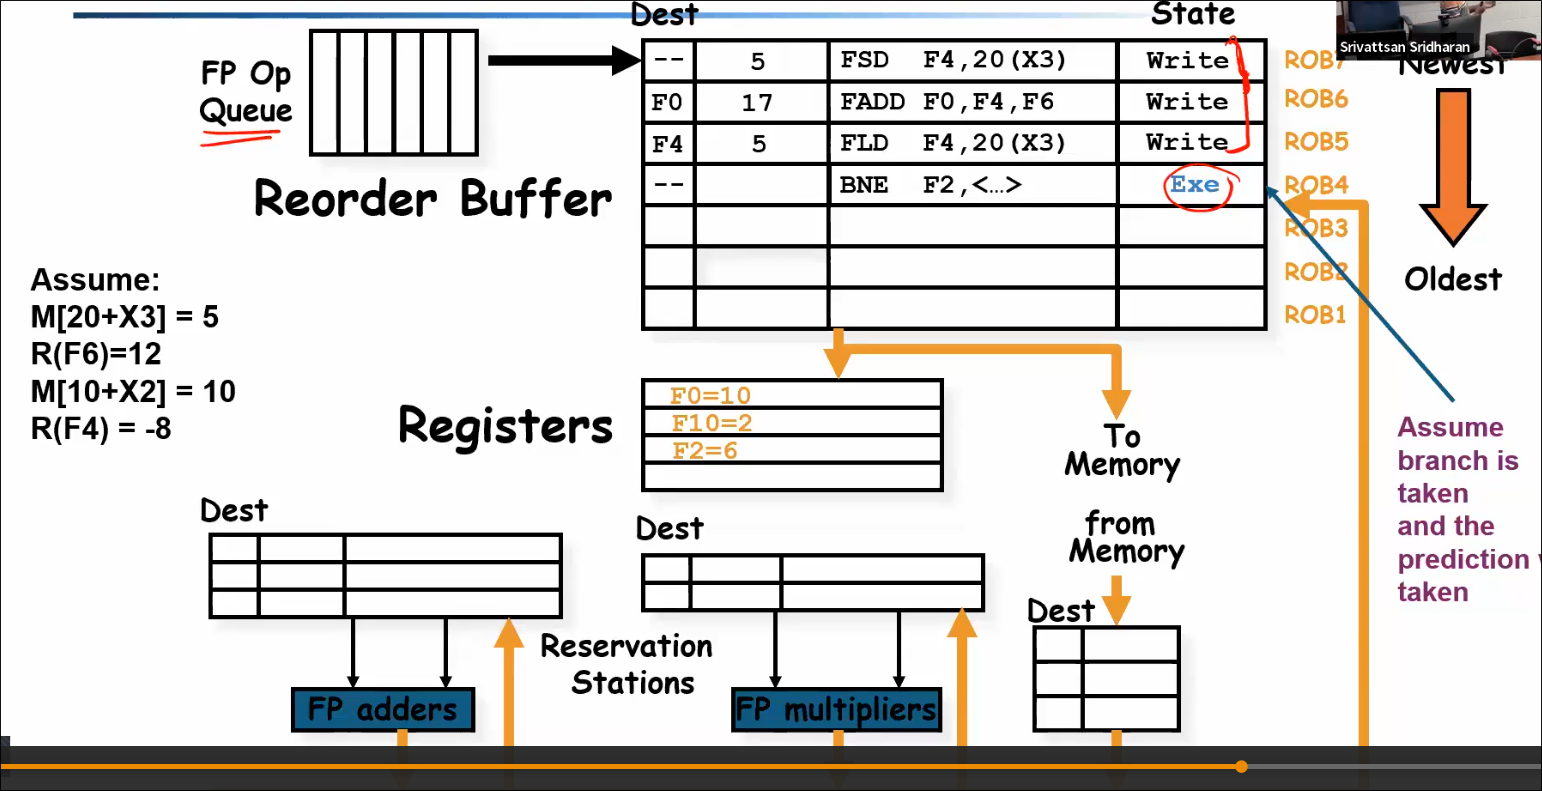 Dest
State
Srivattsan Sridharan
FP Op
Queue
-- 5 FSD F4,20(X3) Write ROB7
Newest
F0 17 FADD F0,F4,F6 Write ROB6
F4 5 FLD F4,20(X3) Write ROB5
-- BNE F2,<…> Exe ROB4
Reorder Buffer
ROB3
ROB2
ROB1
Oldest
Assume:
M[20+X3] = 5
R(F6)=12
M[10+X2] = 10
R(F4) = -8
Registers
F0=10
F10=2
F2=6
To
Memory
from
Memory
Assume
branch is
taken
and the
prediction
taken
Dest
Dest
Dest
Reservation
Stations
FP adders
FP multipliers